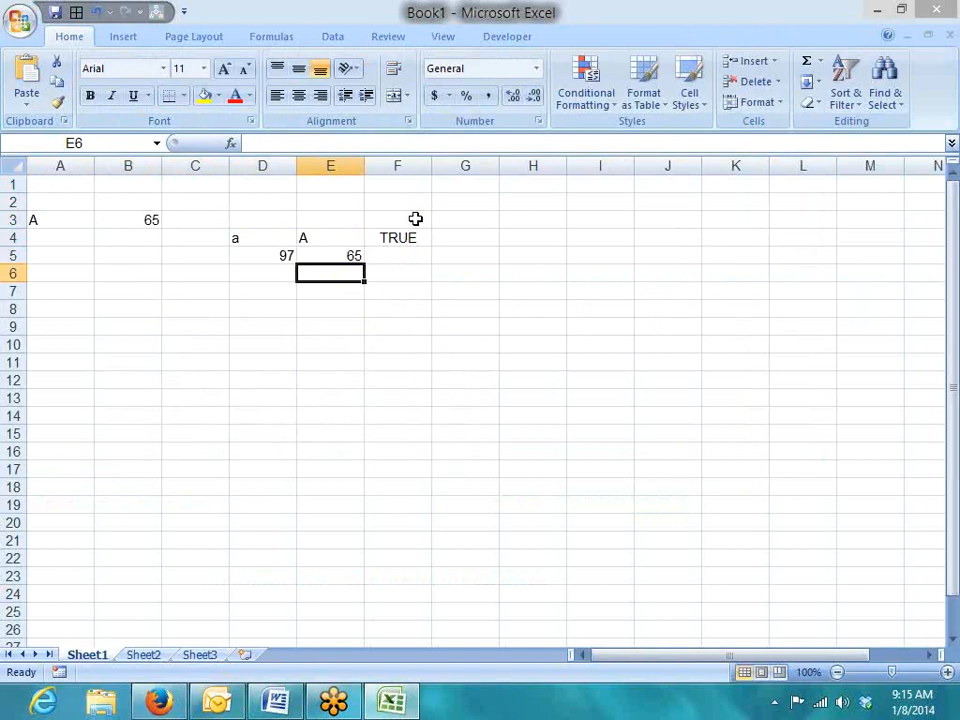 Book1 - Microsoft Excel
Home Insert Page Layout Formulas Data Review View Developer
Paste
Arial 11
B I U
A A
General
$ % ,
Conditional Formatting
Format as Table
Cell Styles
Insert
Delete
Format
Σ
Sort & Filter
Find & Select
Clipboard Font Alignment Number Styles Cells Editing
E6 fx
A B C D E F G H I J K L M N
1
2
3 A 65
4 a A TRUE
5 97 65
6
7
8
9
10
11
12
13
14
15
16
17
18
19
20
21
22
23
24
25
26
27
Sheet1 Sheet2 Sheet3
Ready 100%
9:15 AM
1/8/2014